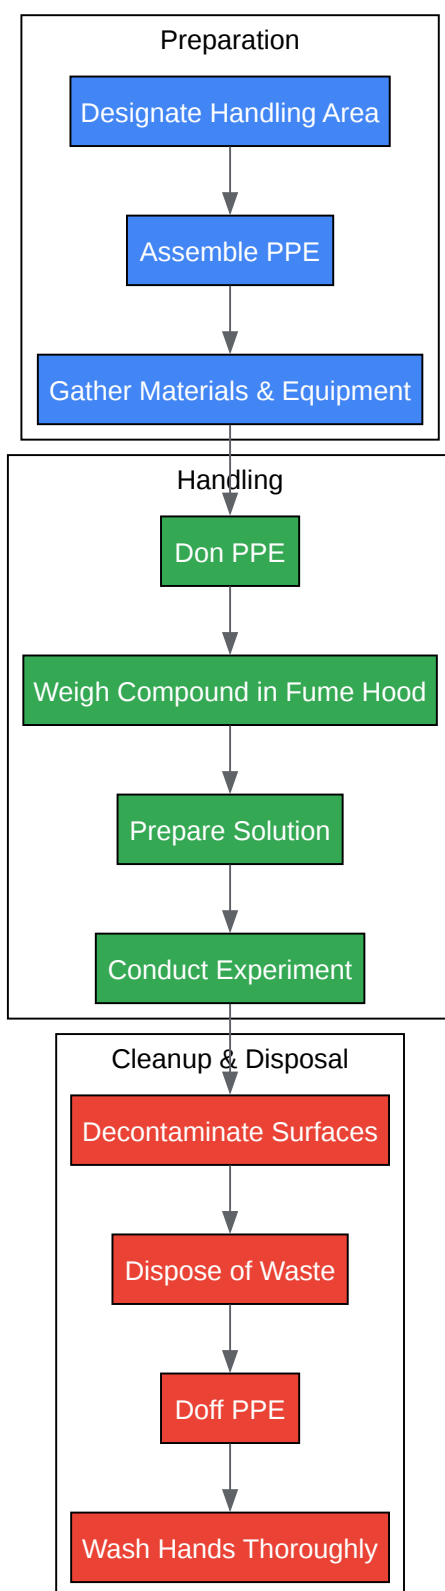 Preparation
Designate Handling Area
Assemble PPE
Gather Materials & Equipment
Handling
Don PPE
Weigh Compound in Fume Hood
Prepare Solution
Conduct Experiment
Cleanup & Disposal
Decontaminate Surfaces
Dispose of Waste
Doff PPE
Wash Hands Thoroughly